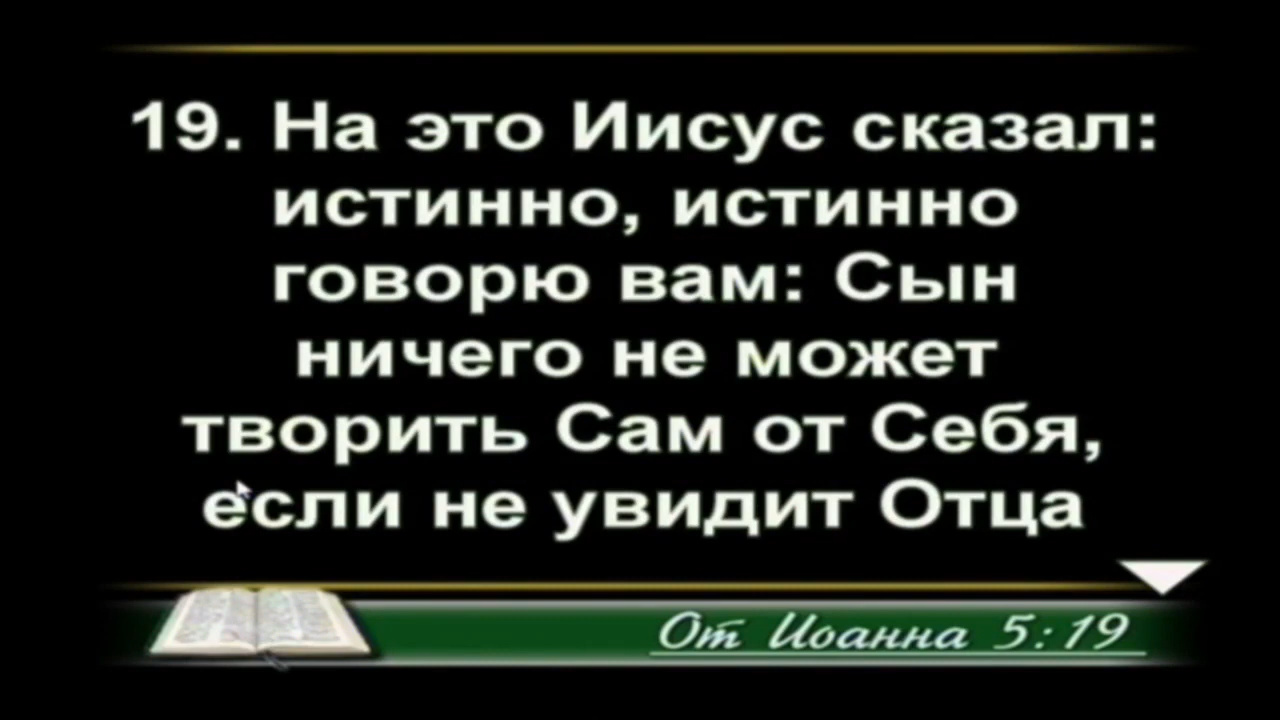 19. На это Иисус сказал:
истинно, истинно
говорю вам: Сын
ничего не может
творить Сам от Себя,
если не увидит Отца
От Иоанна 5:19